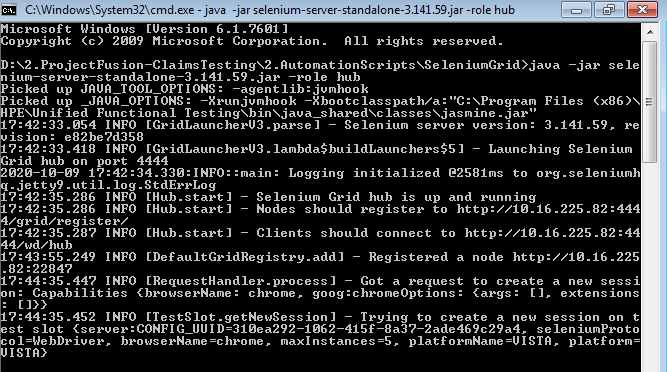 C:\Windows\System32\cmd.exe - java  -jar selenium-server-standalone-3.141.59.jar -role hub
Microsoft Windows [Version 6.1.7601]
Copyright (c) 2009 Microsoft Corporation.  All rights reserved.
D:\2.ProjectFusion-ClaimsTesting\2.AutomationScripts\SeleniumGrid>java -jar sele
nium-server-standalone-3.141.59.jar -role hub
Picked up JAVA_TOOL_OPTIONS: -agentlib:jvmhook
Picked up _JAVA_OPTIONS: -Xrunjvmhook -Xbootclasspath/a:"C:\Program Files (x86)\
HPE\Unified Functional Testing\bin\java_shared\classes\jasmine.jar"
17:42:33.054 INFO [GridLauncherV3.parse] - Selenium server version: 3.141.59, re
vision: e82be7d358
17:42:33.418 INFO [GridLauncherV3.lambda$buildLaunchers$5] - Launching Selenium
Grid hub on port 4444
2020-10-09 17:42:34.330:INFO::main: Logging initialized @2581ms to org.seleniumh
q.jetty9.util.log.StdErrLog
17:42:35.286 INFO [Hub.start] - Selenium Grid hub is up and running
17:42:35.286 INFO [Hub.start] - Nodes should register to http://10.16.225.82:444
4/grid/register/
17:42:35.287 INFO [Hub.start] - Clients should connect to http://10.16.225.82:44
44/wd/hub
17:43:55.249 INFO [DefaultGridRegistry.add] - Registered a node http://10.16.225
.82:22847
17:44:35.447 INFO [RequestHandler.process] - Got a request to create a new sessi
on: Capabilities {browserName: chrome, goog:chromeOptions: {args: [], extensions
: []}}
17:44:35.452 INFO [TestSlot.getNewSession] - Trying to create a new session on t
est slot {server:CONFIG_UUID=310ea292-1062-415f-8a37-2ade469c29a4, seleniumProto
col=WebDriver, browserName=chrome, maxInstances=5, platformName=VISTA, platform=
VISTA}